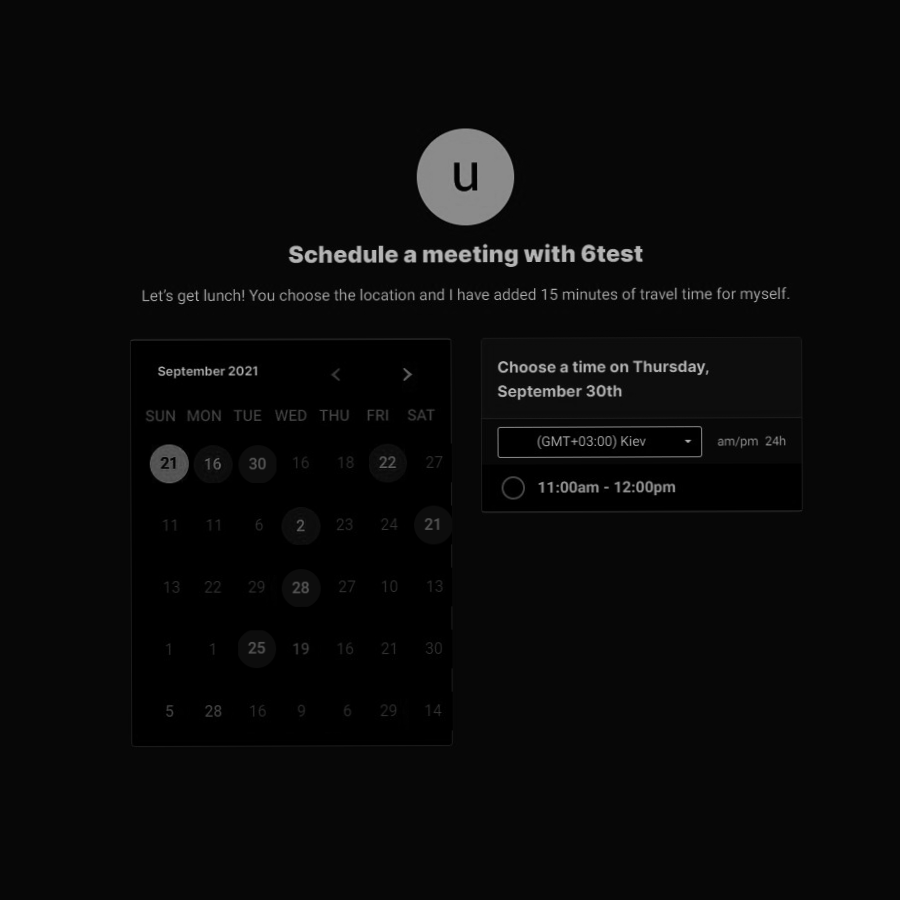 u
Schedule a meeting with 6test
Let's get lunch! You choose the location and I have added 15 minutes of travel time for myself.
September 2021
SUN MON TUE WED THU FRI SAT
21 16 30 16 18 22 27
11 11 6 2 23 24 21
13 22 29 28 27 10 13
1 1 25 19 16 21 30
5 28 16 9 6 29 14
Choose a time on Thursday,
September 30th
(GMT+03:00) Kiev am/pm 24h
11:00am - 12:00pm